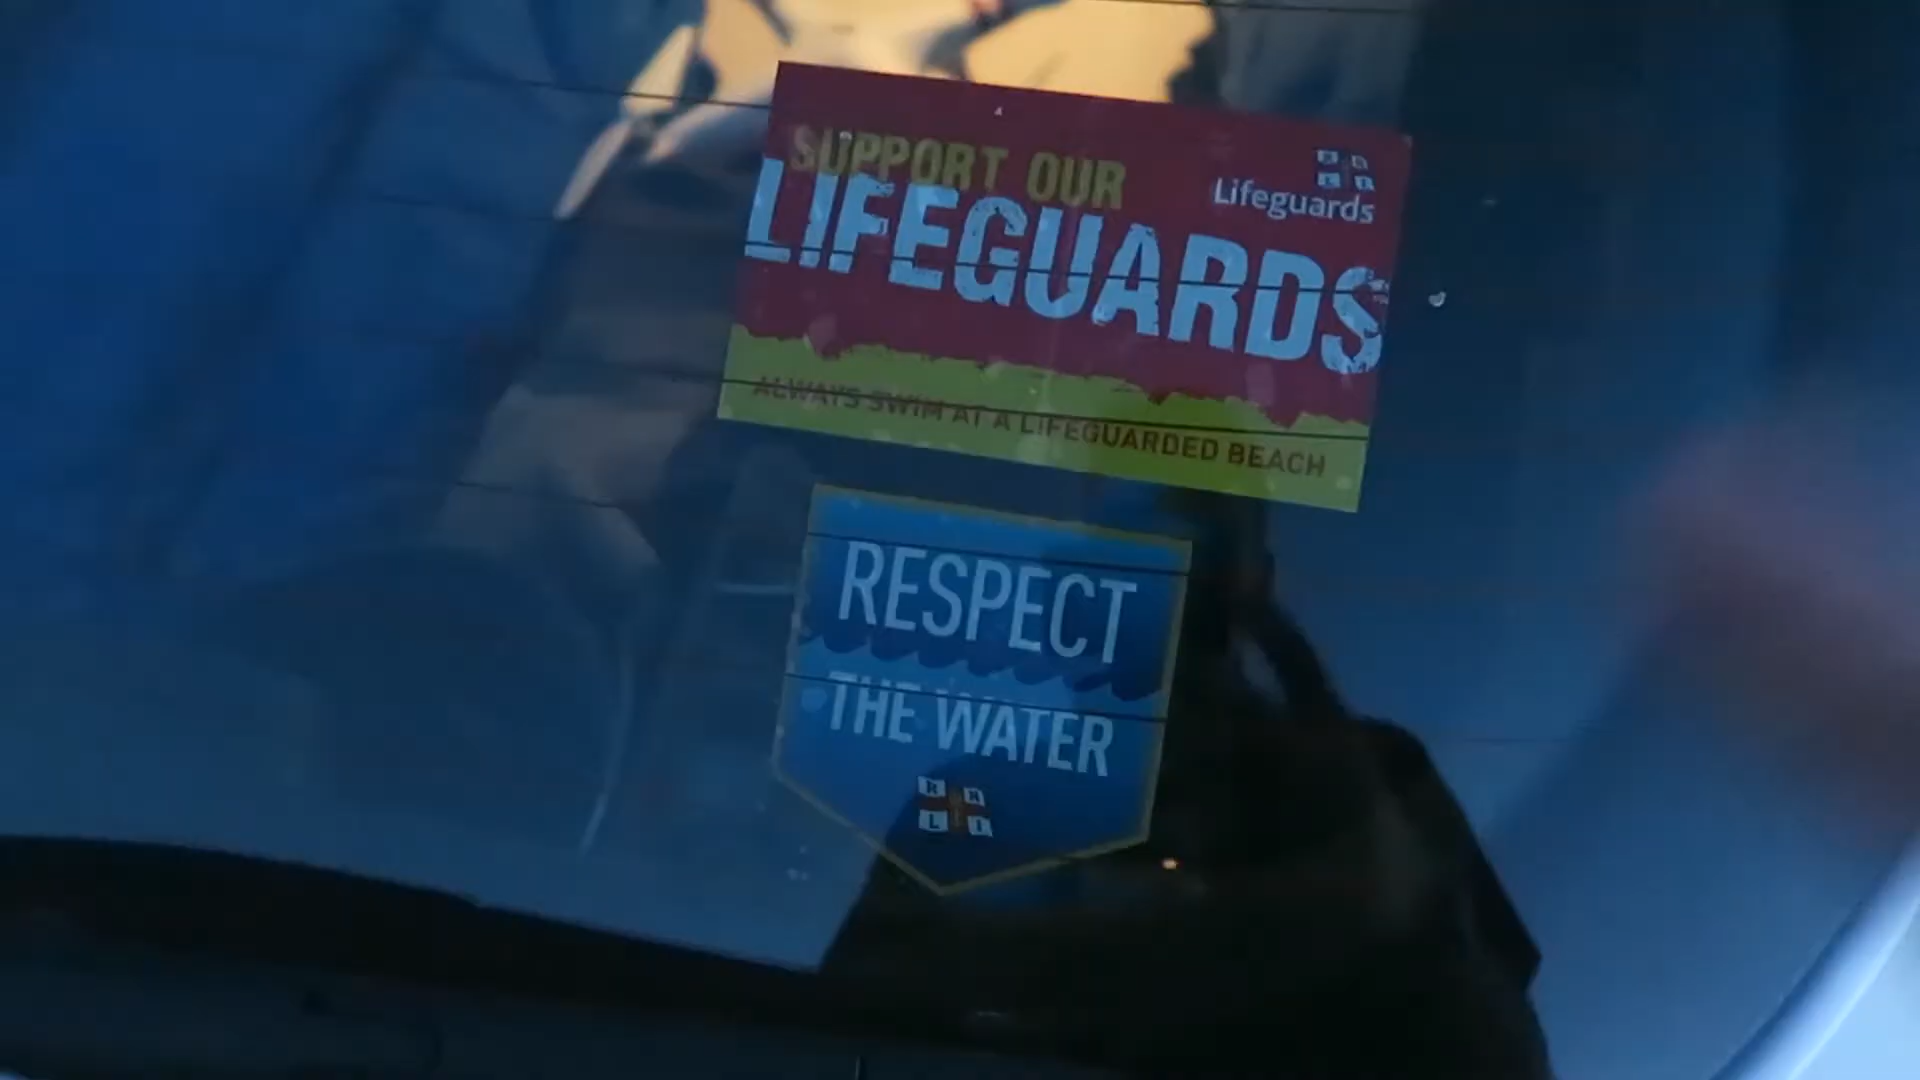 SUPPORT OUR
LIFEGUARDS
R N
L I
Lifeguards
ALWAYS SWIM AT A LIFEGUARDED BEACH
RESPECT
THE WATER
R N
L I